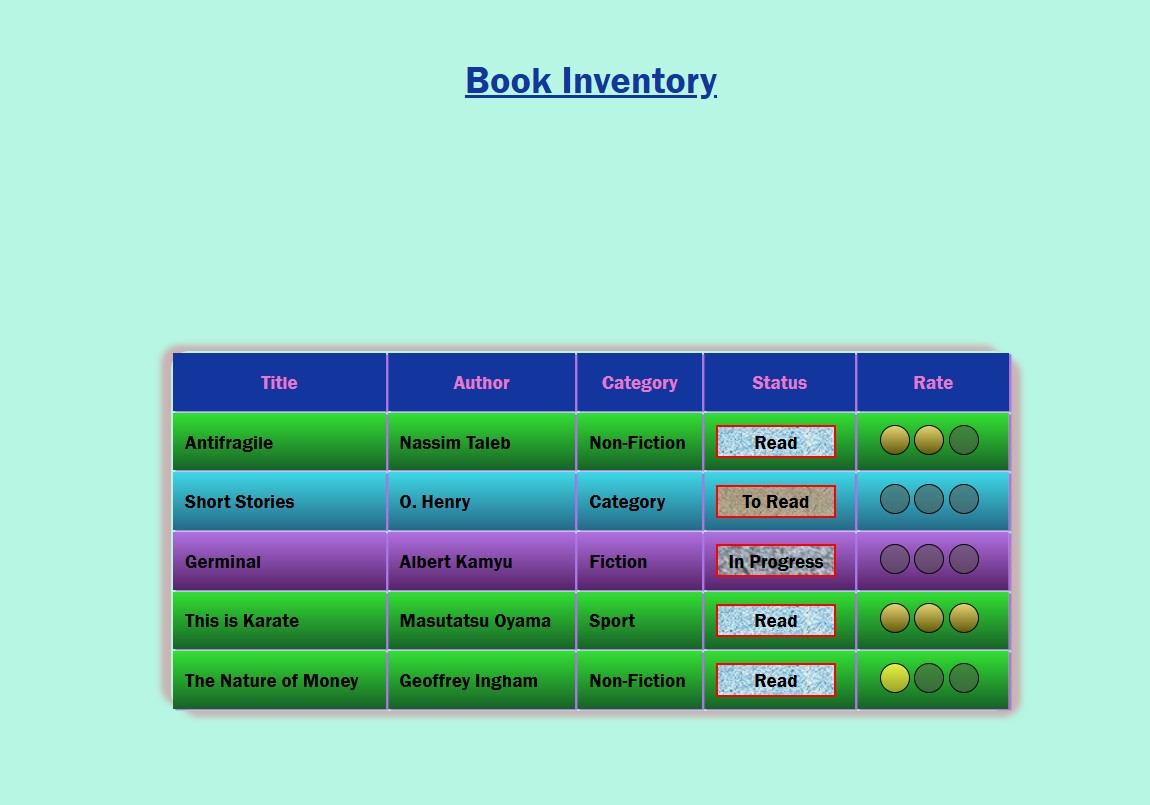 Book Inventory
Title Author Category Status Rate
Antifragile Nassim Taleb Non-Fiction Read
Short Stories O. Henry Category To Read
Germinal Albert Kamyu Fiction In Progress
This is Karate Masutatsu Oyama Sport Read
The Nature of Money Geoffrey Ingham Non-Fiction Read